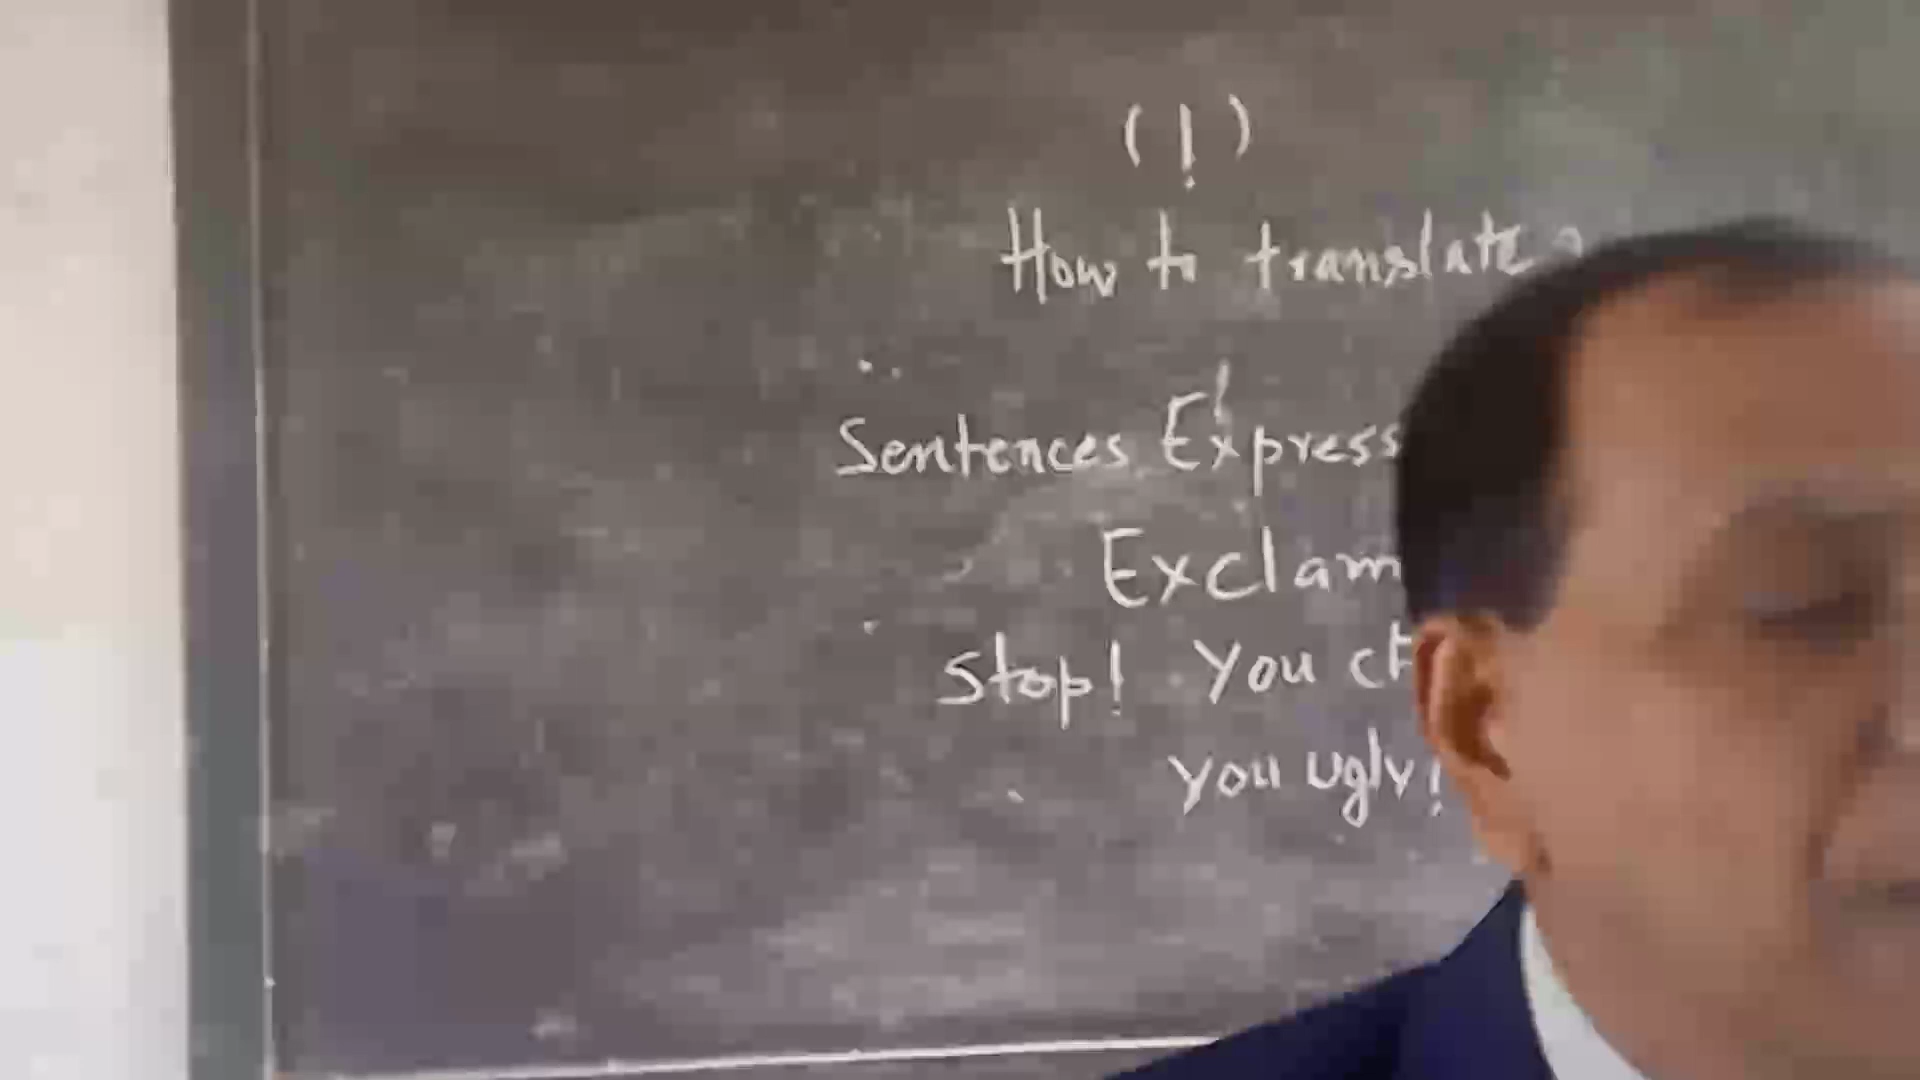 (!)
How to translate
Sentences Express
Exclam
Stop! You
you ugly!